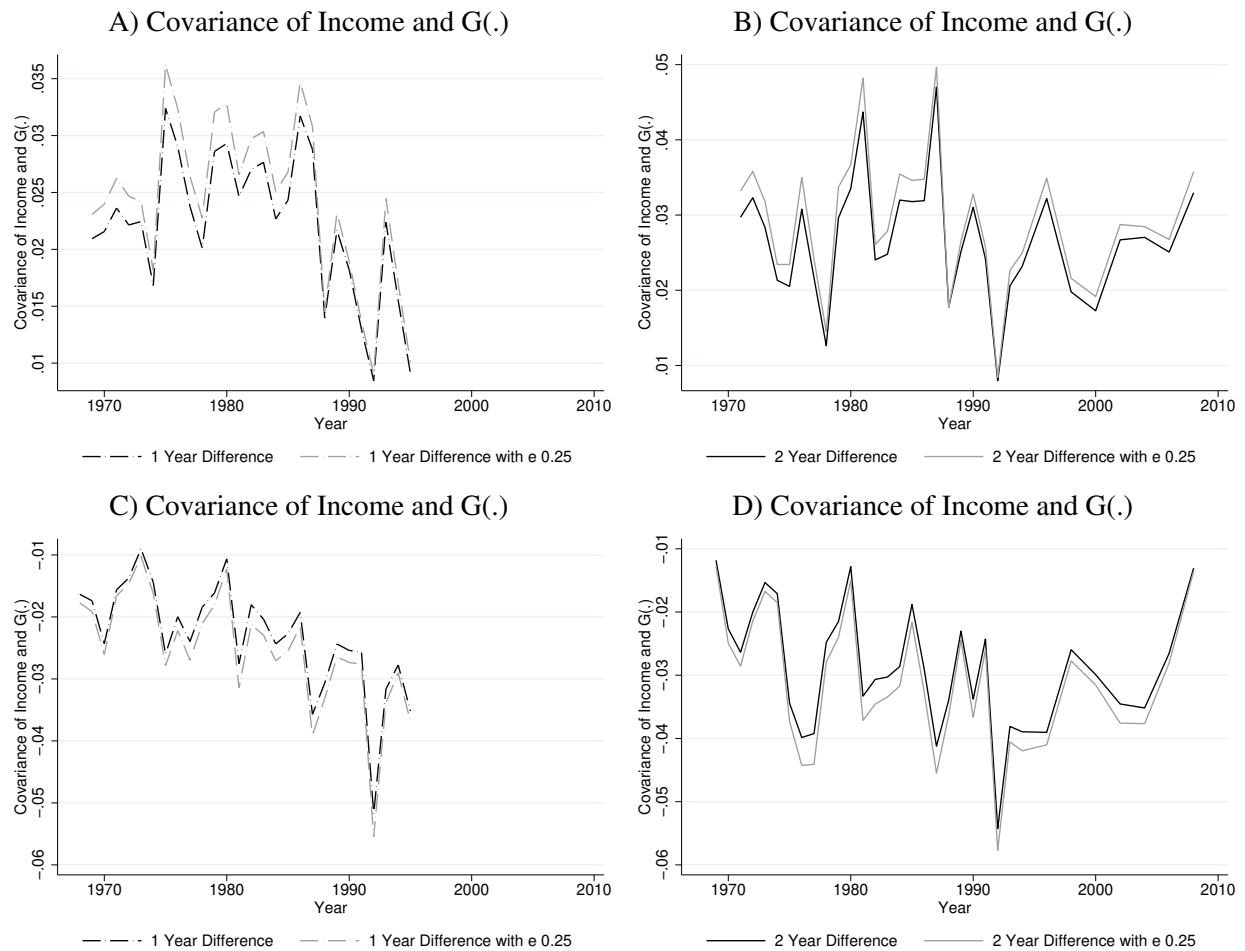 A) Covariance of Income and G(.)
Covariance of Income and G(.)
.035
.03
.025
.02
.015
.01
1970 1980 1990 2000 2010
Year
1 Year Difference 1 Year Difference with e 0.25
B) Covariance of Income and G(.)
Covariance of Income and G(.)
.05
.04
.03
.02
.01
1970 1980 1990 2000 2010
Year
2 Year Difference 2 Year Difference with e 0.25
C) Covariance of Income and G(.)
Covariance of Income and G(.)
-.01
-.02
-.03
-.04
-.05
-.06
1970 1980 1990 2000 2010
Year
1 Year Difference 1 Year Difference with e 0.25
D) Covariance of Income and G(.)
Covariance of Income and G(.)
-.01
-.02
-.03
-.04
-.05
-.06
1970 1980 1990 2000 2010
Year
2 Year Difference 2 Year Difference with e 0.25